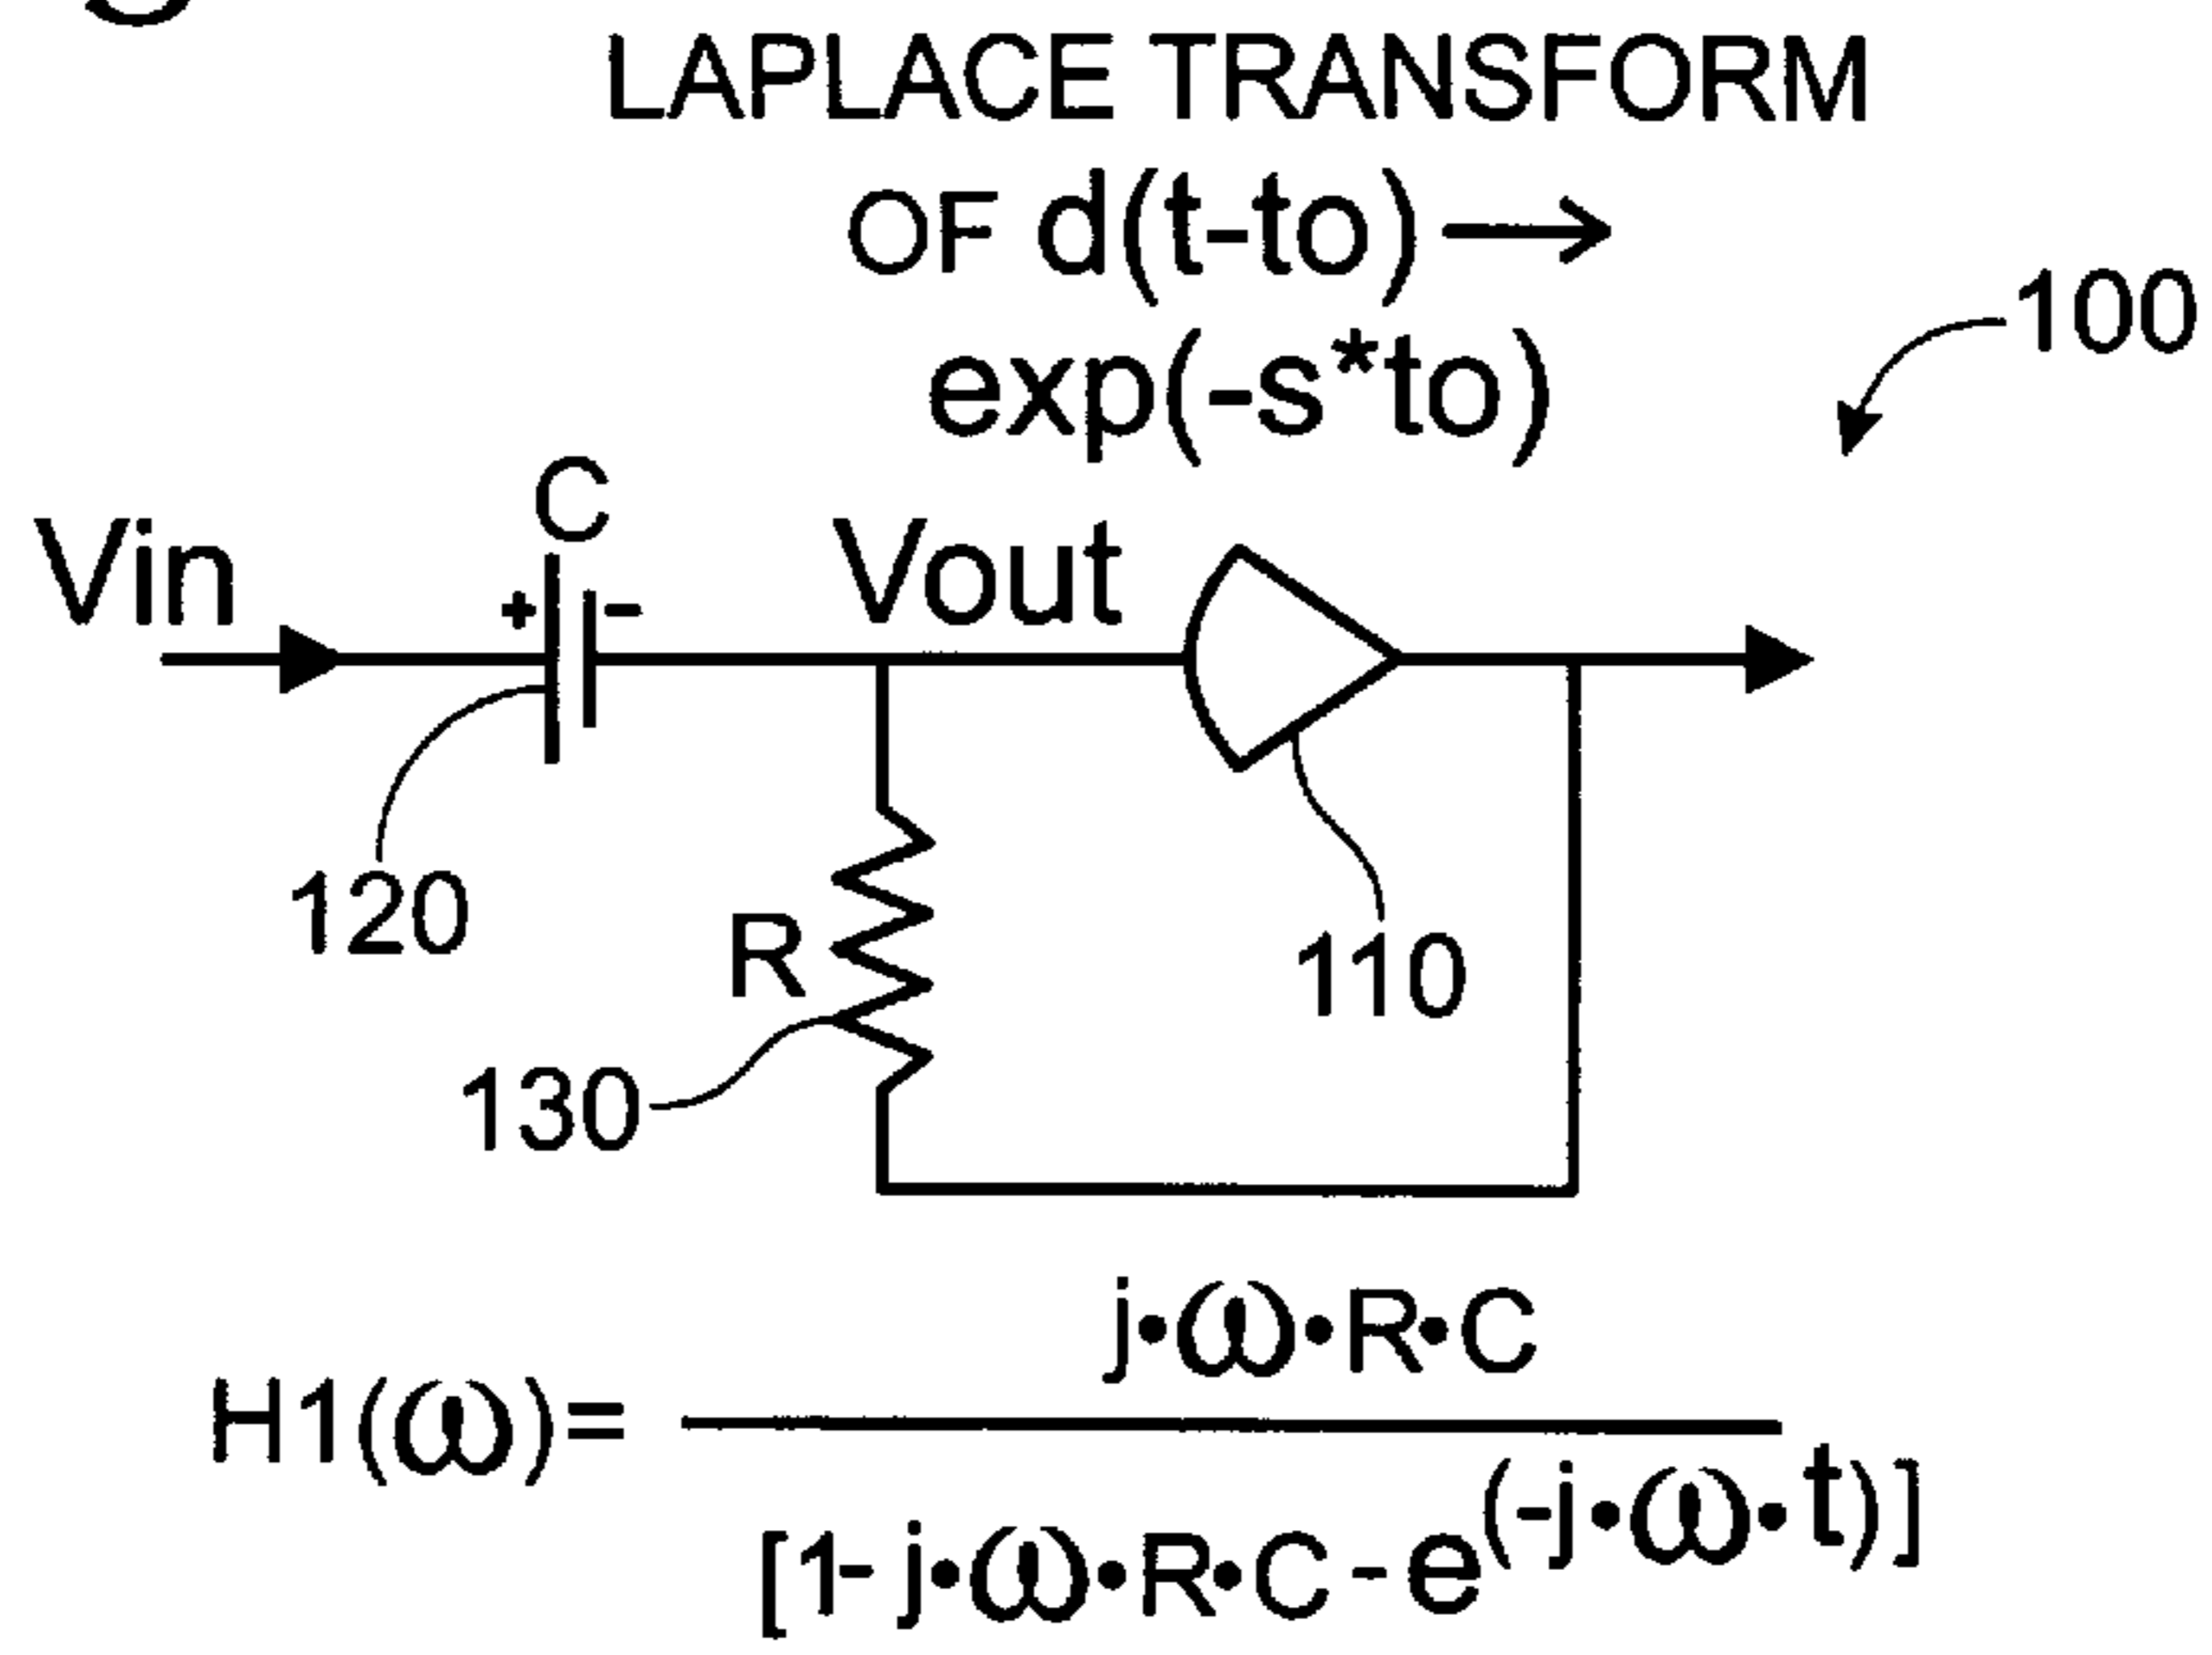 LAPLACE TRANSFORM
OF d(t-to)→
exp(-s*to)
100
C
Vin
+
-
Vout
120
R
110
130
j•ω•R•C
H1(ω)=
[1- j•ω•R•C - e^(-j•ω•t)]